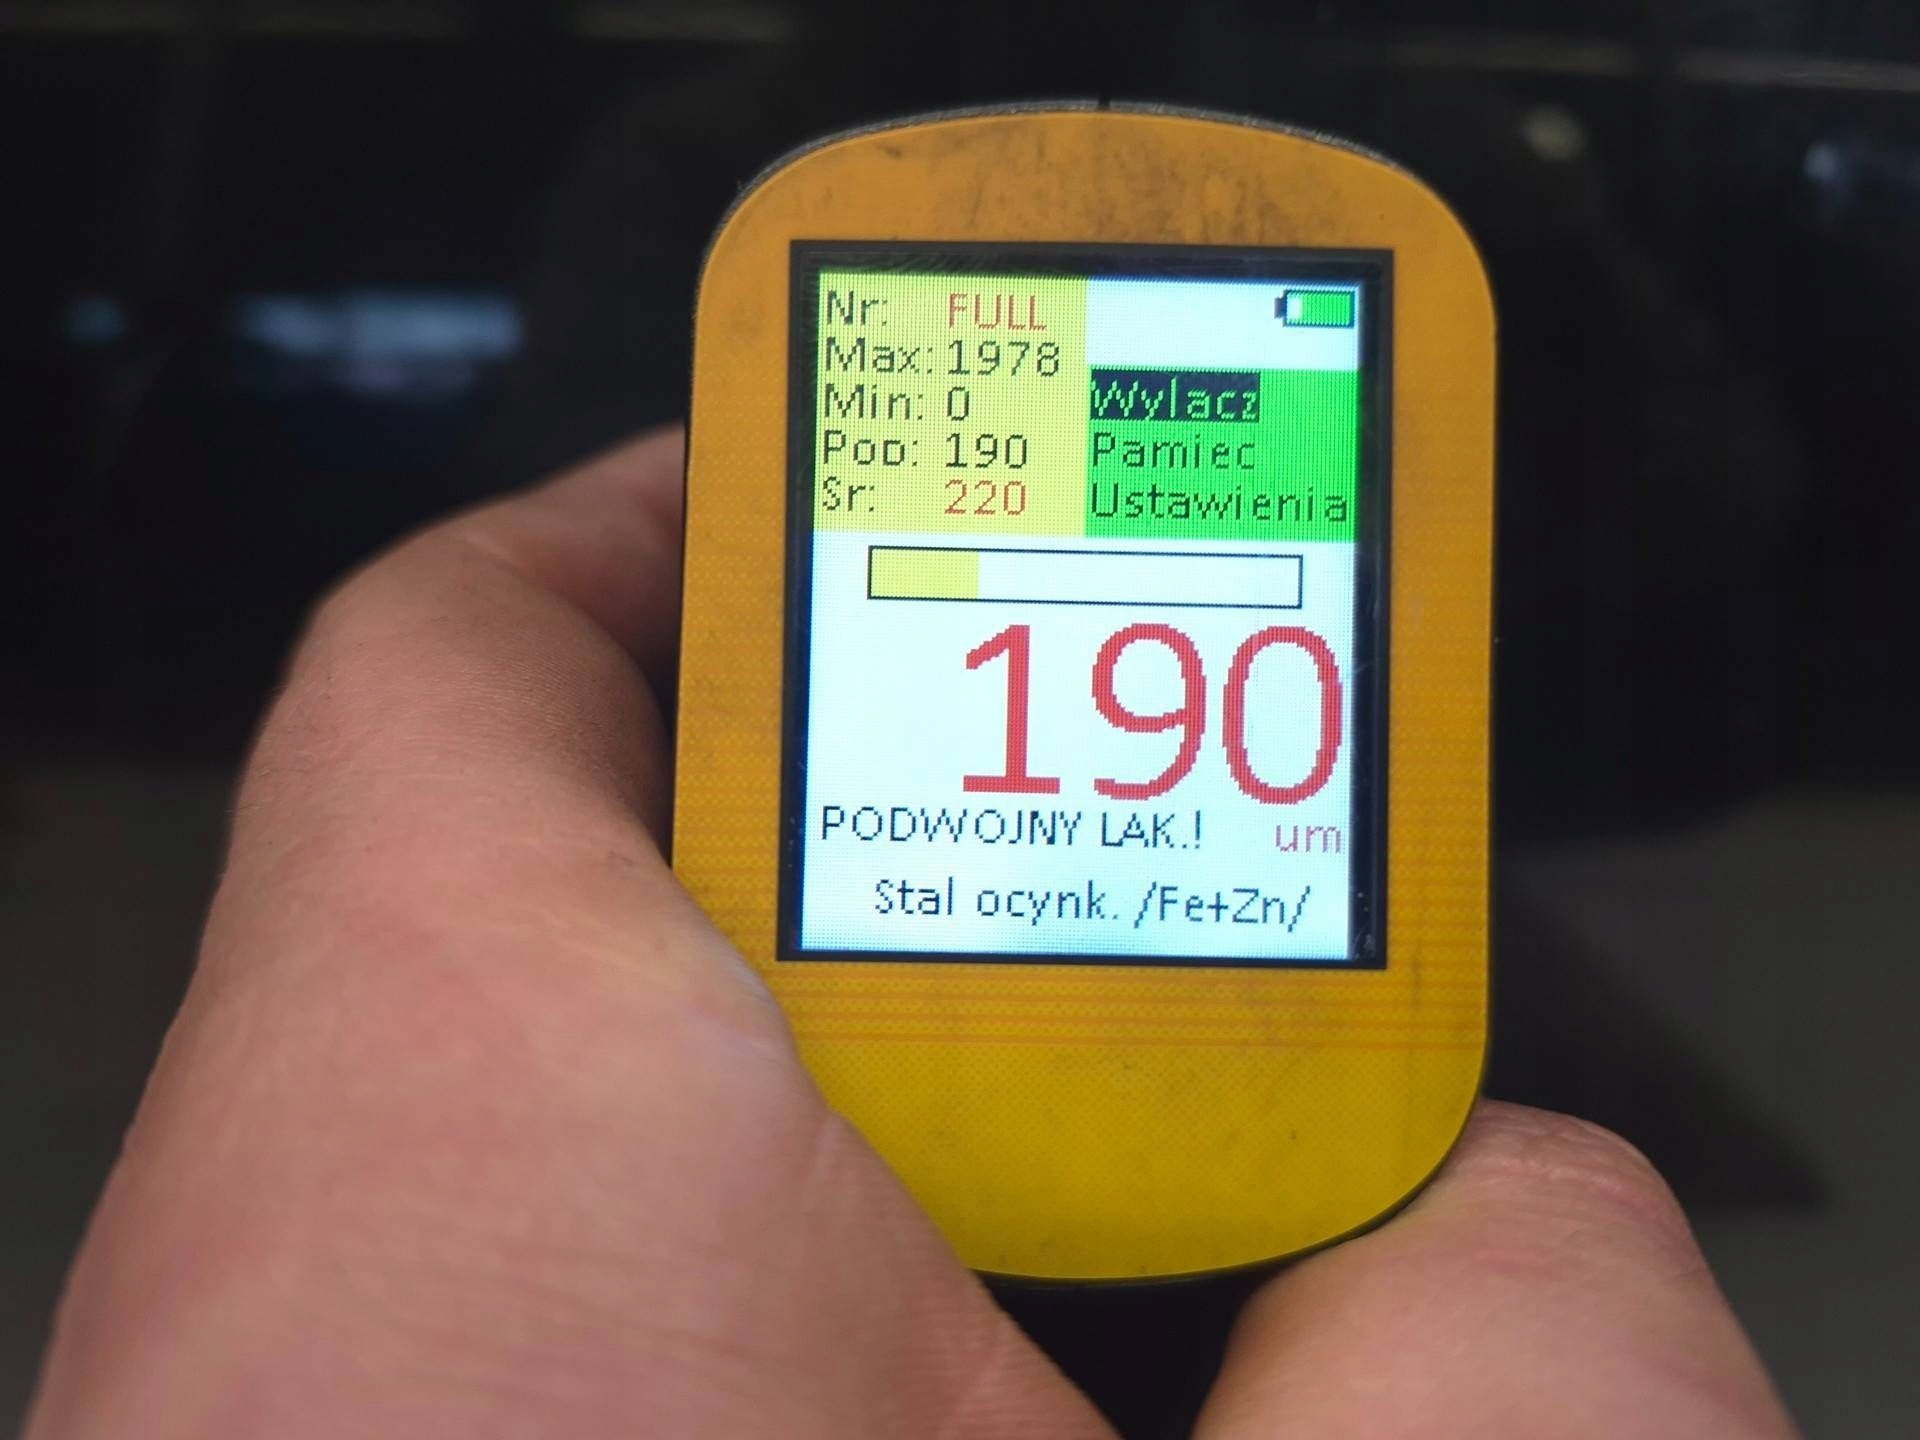 Nr: FULL
Max: 1978
Min: 0
Pop: 190
Sr: 220
Wylacz
Pamiec
Ustawienia
190
PODWOJNY LAK.! um
Stal ocynk. /Fe+Zn/